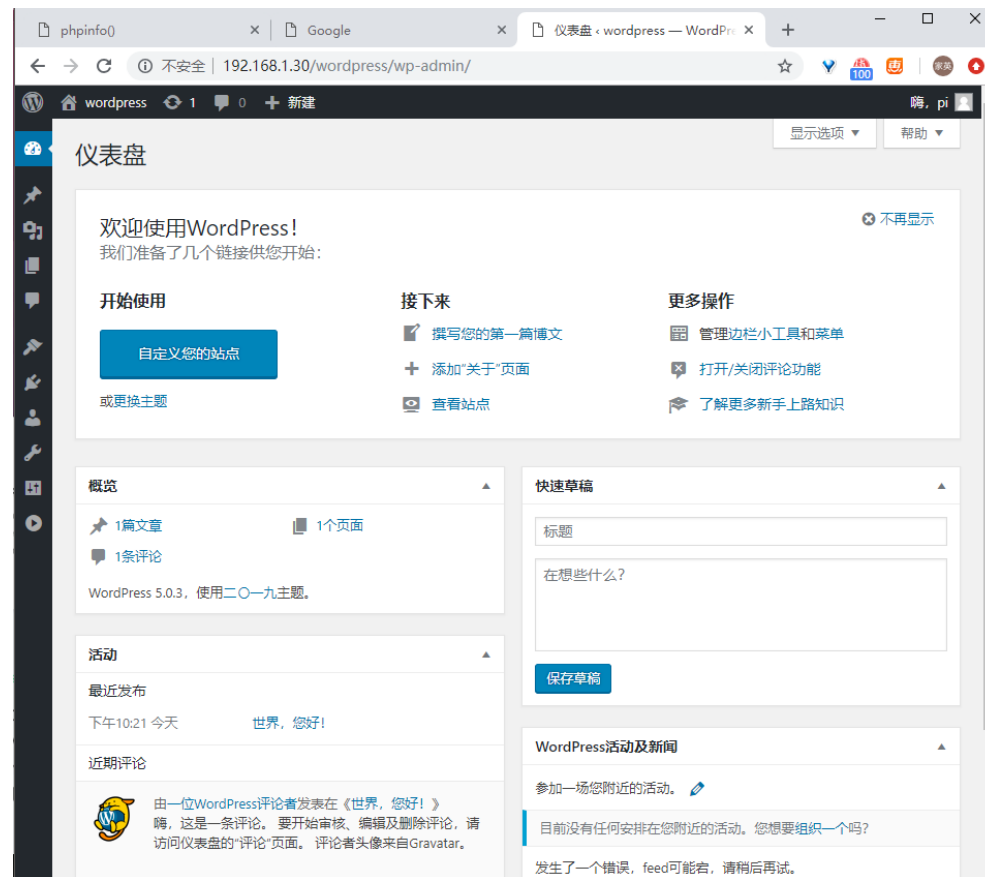 phpinfo()
Google
仪表盘 ‹ wordpress — WordPre
不安全 | 192.168.1.30/wordpress/wp-admin/
100
家英
wordpress 1 0 新建
嗨，pi
显示选项
帮助
仪表盘
欢迎使用WordPress！
不再显示
我们准备了几个链接供您开始：
开始使用
自定义您的站点
或更换主题
接下来
撰写您的第一篇博文
添加“关于”页面
查看站点
更多操作
管理边栏小工具和菜单
打开/关闭评论功能
了解更多新手上路知识
概览
1篇文章
1个页面
1条评论
WordPress 5.0.3，使用二〇一九主题。
活动
最近发布
下午10:21 今天
世界，您好！
近期评论
由一位WordPress评论者发表在《世界，您好！》
嗨，这是一条评论。 要开始审核、编辑及删除评论，请
访问仪表盘的“评论”页面。 评论者头像来自Gravatar。
快速草稿
标题
在想些什么？
保存草稿
WordPress活动及新闻
参加一场您附近的活动。
目前没有任何安排在您附近的活动。您想要组织一个吗？
发生了一个错误，feed可能宕，请稍后再试。